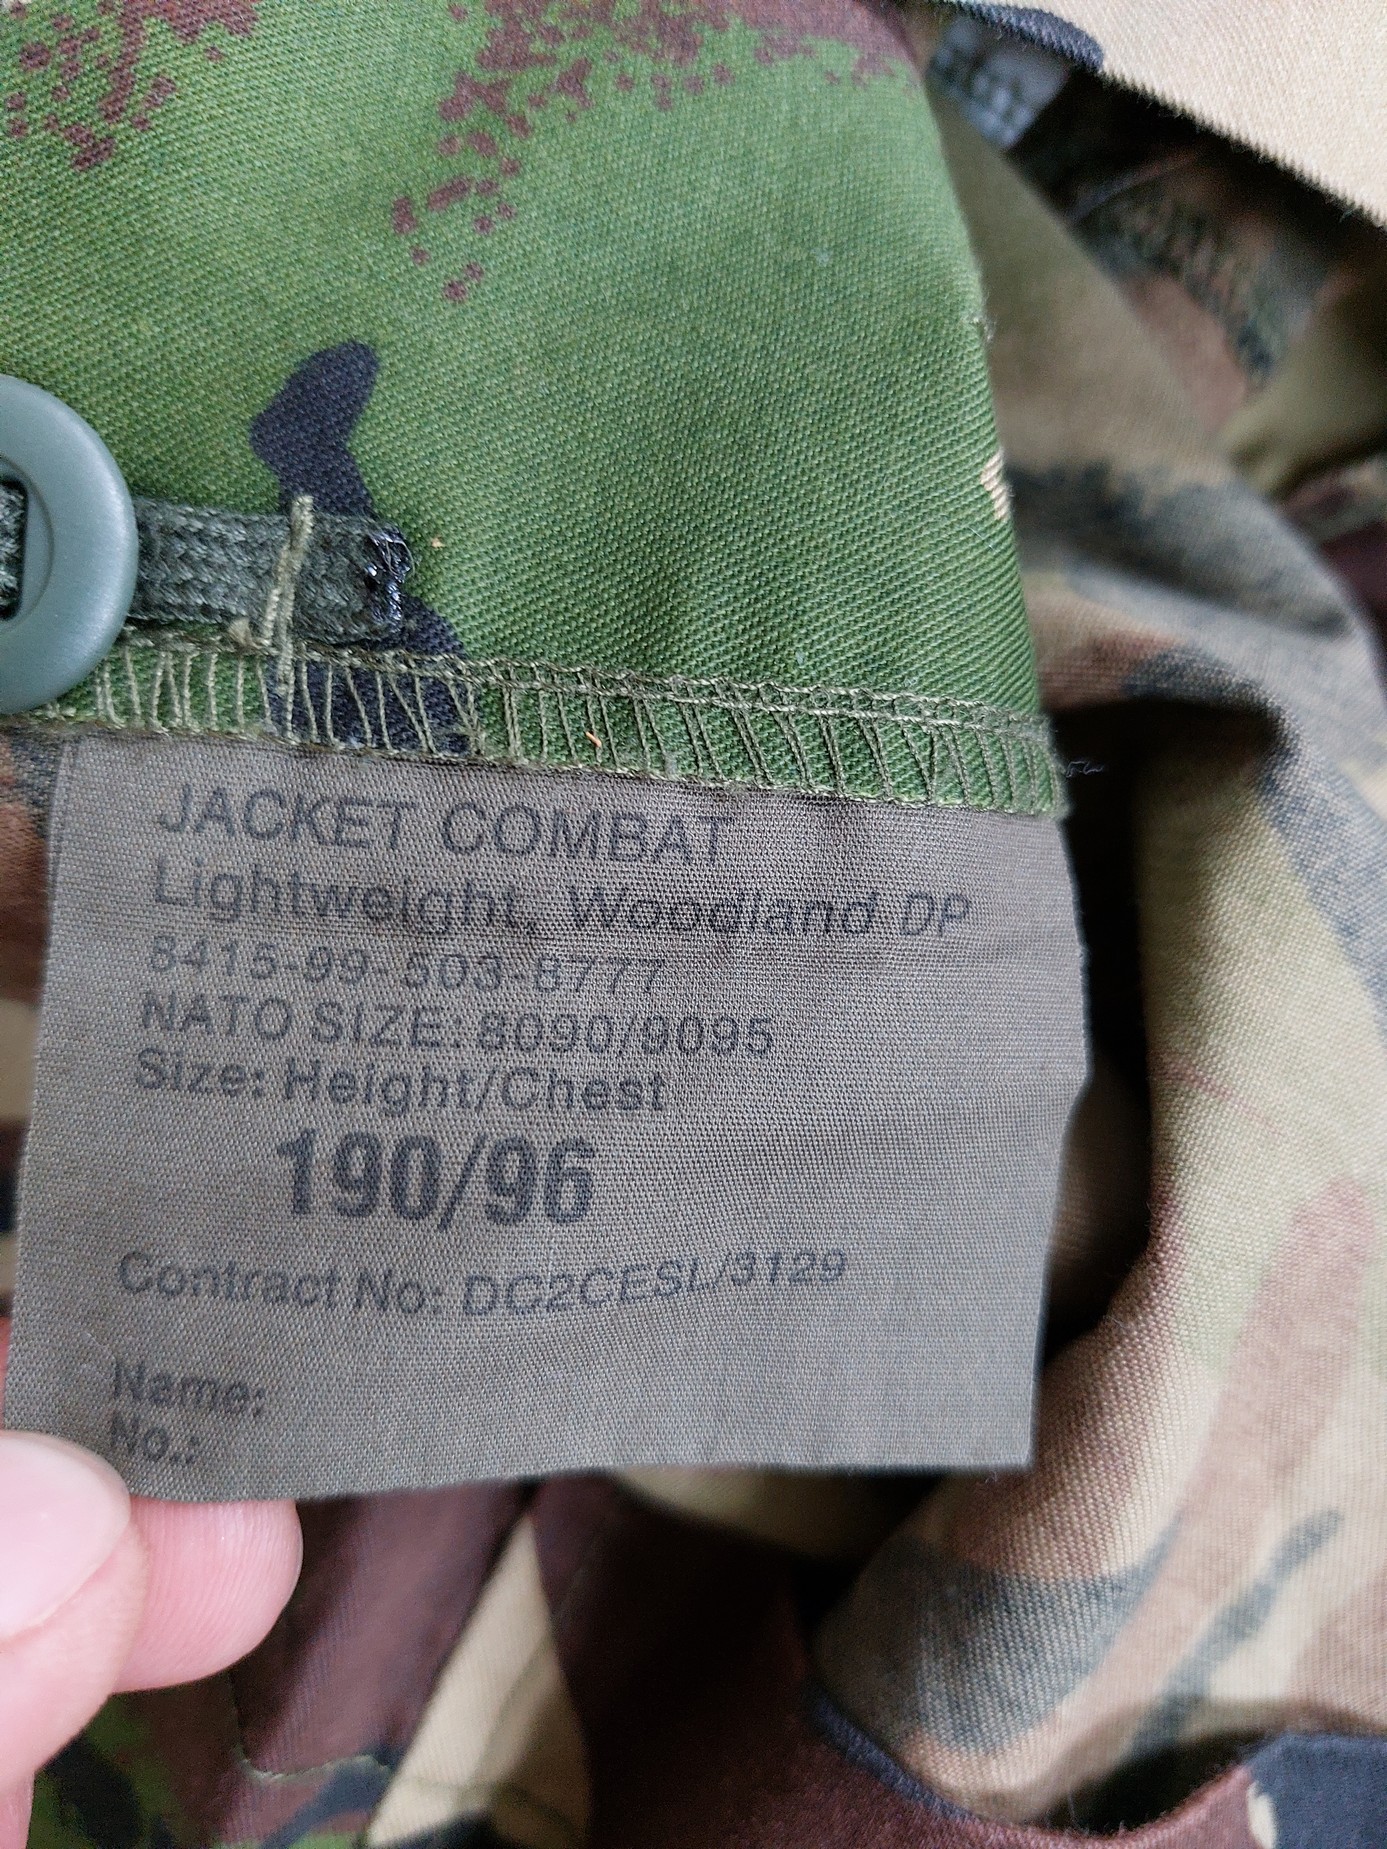 JACKET COMBAT
Lightweight, Woodland DP
8415-99-503-8777
NATO SIZE: 8090/9095
Size: Height/Chest
190/96
Contract No: DC2CESL/3129
Name:
No.: